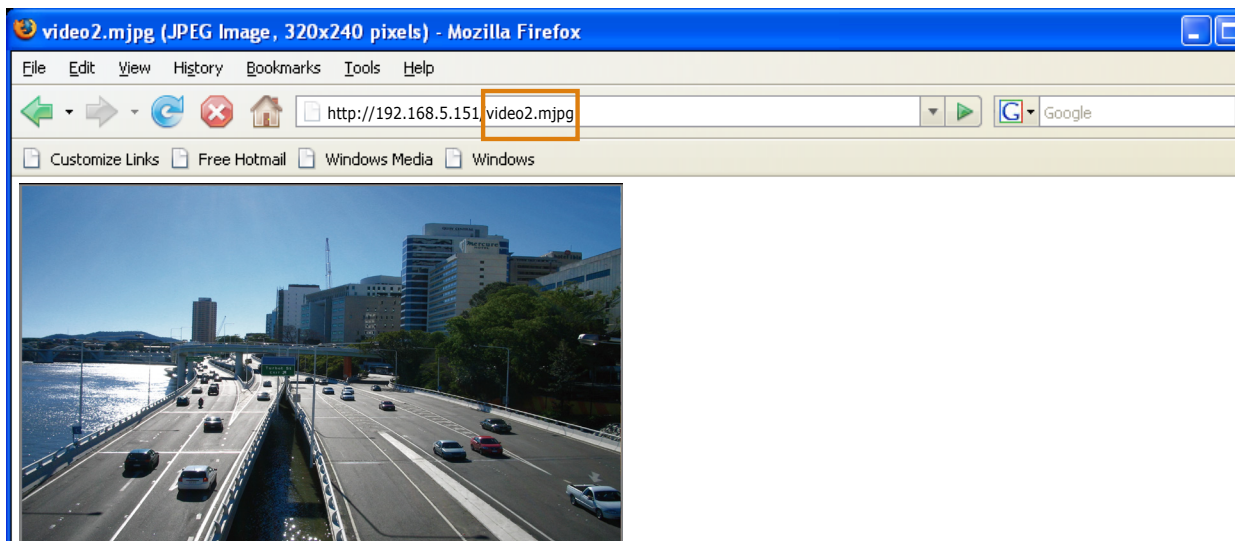 video2.mjpg (JPEG Image, 320x240 pixels) - Mozilla Firefox
File Edit View History Bookmarks Tools Help
http://192.168.5.151/video2.mjpg
G Google
Customize Links Free Hotmail Windows Media Windows
MERCURE